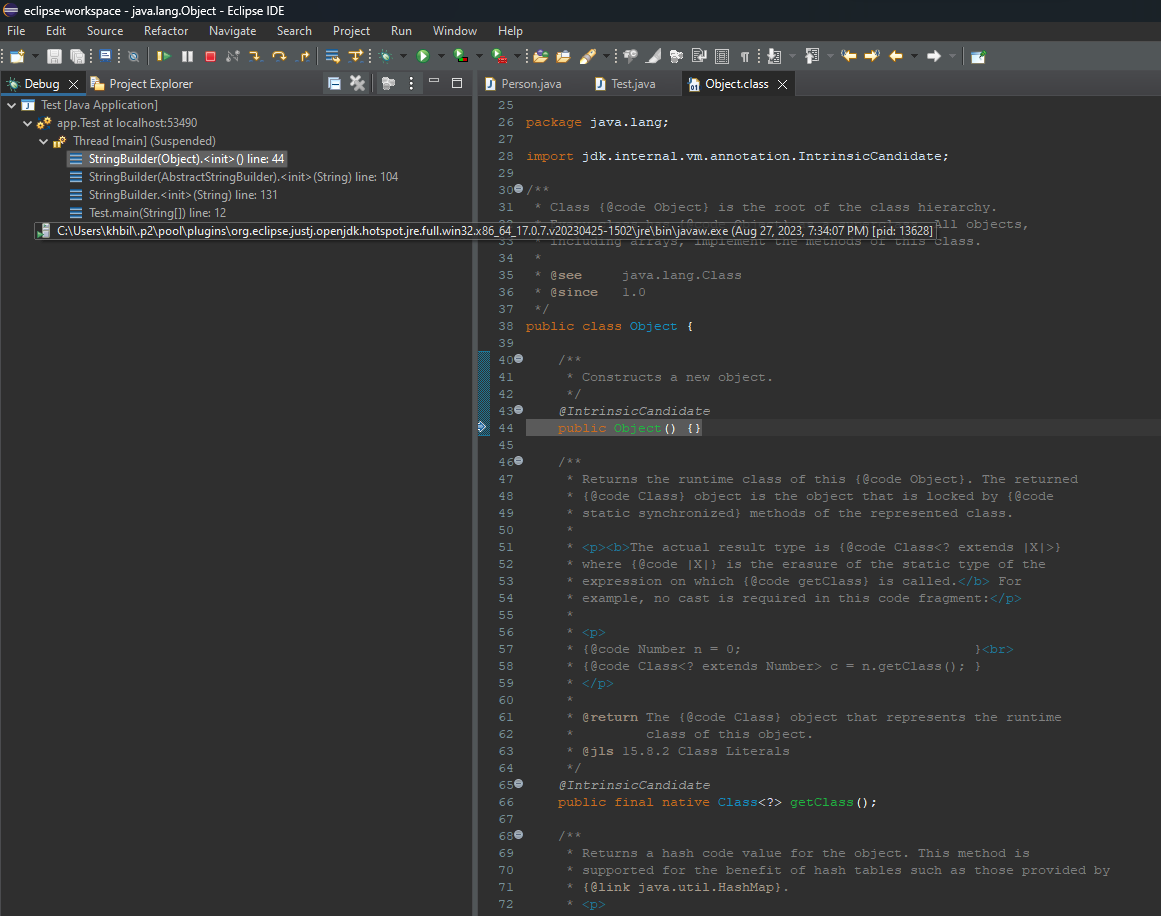 eclipse-workspace - java.lang.Object - Eclipse IDE
File Edit Source Refactor Navigate Search Project Run Window Help
Debug Project Explorer
Person.java Test.java Object.class
Test [Java Application]
app.Test at localhost:53490
Thread [main] (Suspended)
StringBuilder(Object).<init>() line: 44
StringBuilder(AbstractStringBuilder).<init>(String) line: 104
StringBuilder.<init>(String) line: 131
Test.main(String[]) line: 12
C:\Users\khbil\.p2\pool\plugins\org.eclipse.justj.openjdk.hotspot.jre.full.win32.x86_64_17.0.7.v20230425-1502\jre\bin\javaw.exe (Aug 27, 2023, 7:34:07 PM) [pid: 13628]
25
26 package java.lang;
27
28 import jdk.internal.vm.annotation.IntrinsicCandidate;
29
30 /**
31 * Class {@code Object} is the root of the class hierarchy.
All objects,
including arrays, implement the methods of this class.
34 *
35 * @see java.lang.Class
36 * @since 1.0
37 */
38 public class Object {
39
40 /**
41 * Constructs a new object.
42 */
43 @IntrinsicCandidate
44 public Object() {}
45
46 /**
47 * Returns the runtime class of this {@code Object}. The returned
48 * {@code Class} object is the object that is locked by {@code
49 * static synchronized} methods of the represented class.
50 *
51 * <p><b>The actual result type is {@code Class<? extends |X|>}
52 * where {@code |X|} is the erasure of the static type of the
53 * expression on which {@code getClass} is called.</b> For
54 * example, no cast is required in this code fragment:</p>
55 *
56 * <p>
57 * {@code Number n = 0; }<br>
58 * {@code Class<? extends Number> c = n.getClass(); }
59 * </p>
60 *
61 * @return The {@code Class} object that represents the runtime
62 * class of this object.
63 * @jls 15.8.2 Class Literals
64 */
65 @IntrinsicCandidate
66 public final native Class<?> getClass();
67
68 /**
69 * Returns a hash code value for the object. This method is
70 * supported for the benefit of hash tables such as those provided by
71 * {@link java.util.HashMap}.
72 * <p>